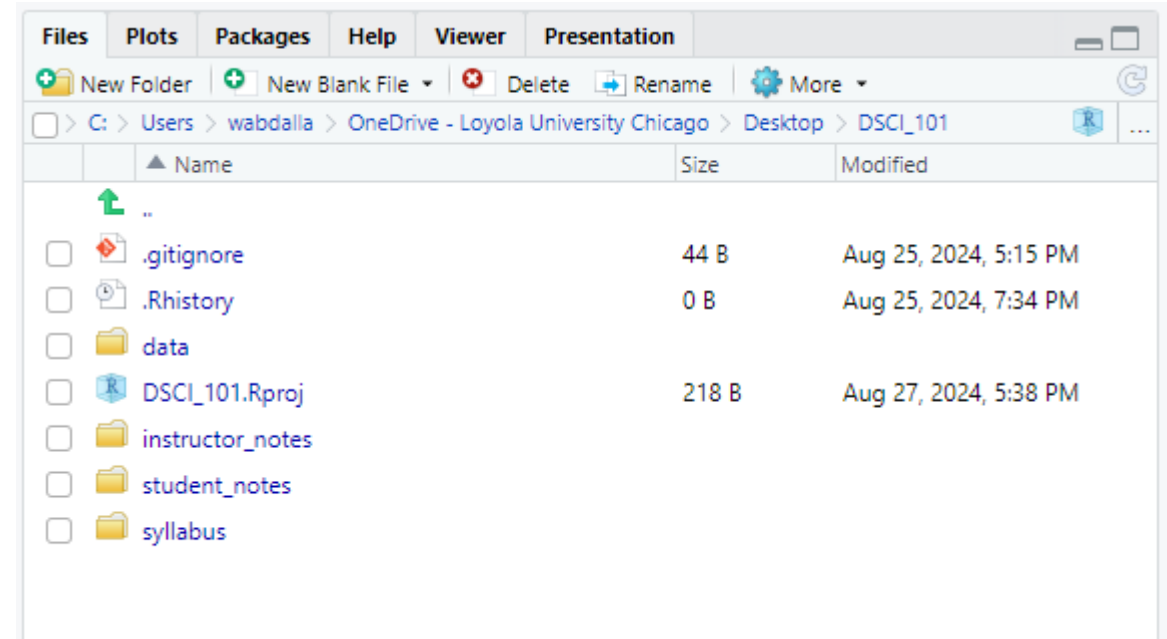 Files Plots Packages Help Viewer Presentation
New Folder New Blank File Delete Rename More
C: > Users > wabdalla > OneDrive - Loyola University Chicago > Desktop > DSCI_101 R ...
Name Size Modified
..
.gitignore 44 B Aug 25, 2024, 5:15 PM
.Rhistory 0 B Aug 25, 2024, 7:34 PM
data
DSCI_101.Rproj 218 B Aug 27, 2024, 5:38 PM
instructor_notes
student_notes
syllabus